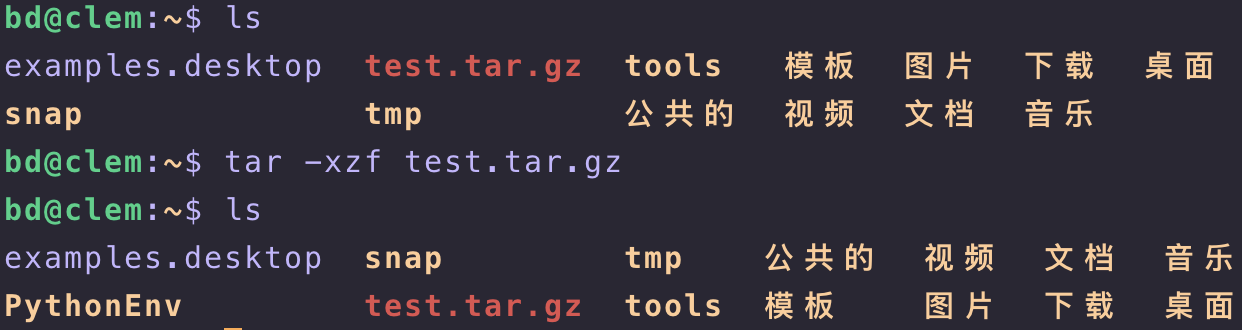 bd@clem:~$ ls
examples.desktop test.tar.gz tools 模板 图片 下载 桌面
snap tmp 公共的 视频 文档 音乐
bd@clem:~$ tar -xzf test.tar.gz
bd@clem:~$ ls
examples.desktop snap tmp 公共的 视频 文档 音乐
PythonEnv test.tar.gz tools 模板 图片 下载 桌面